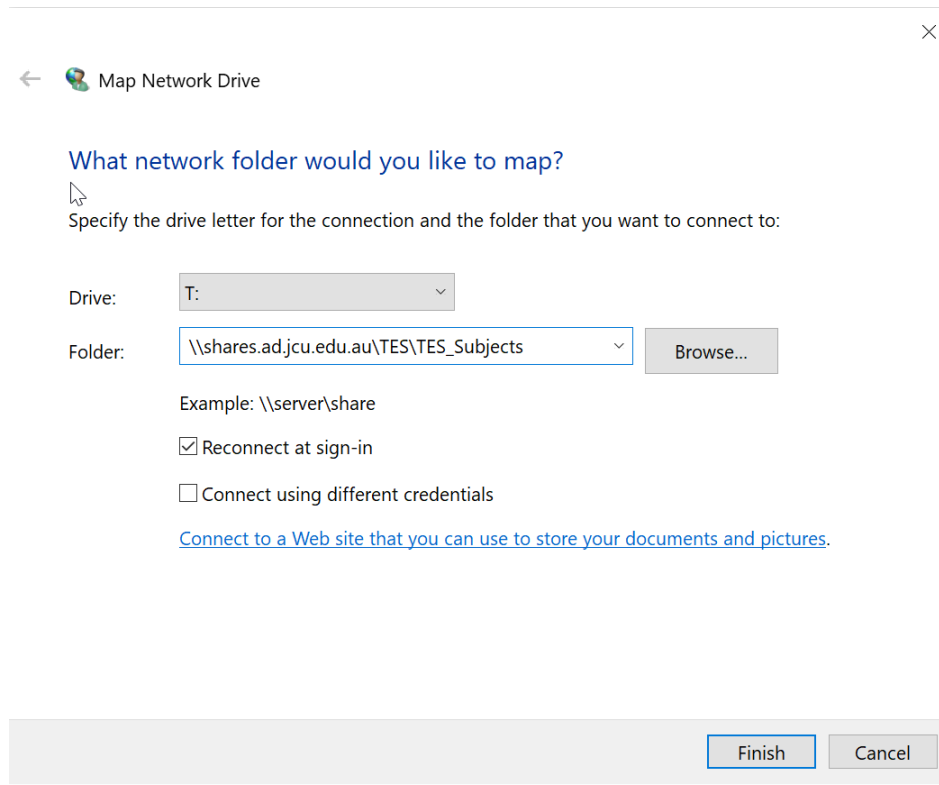 Map Network Drive
What network folder would you like to map?
Specify the drive letter for the connection and the folder that you want to connect to:
Drive: T:
Folder: \\shares.ad.jcu.edu.au\TES\TES_Subjects Browse...
Example: \\server\share
Reconnect at sign-in
Connect using different credentials
Connect to a Web site that you can use to store your documents and pictures.
Finish Cancel